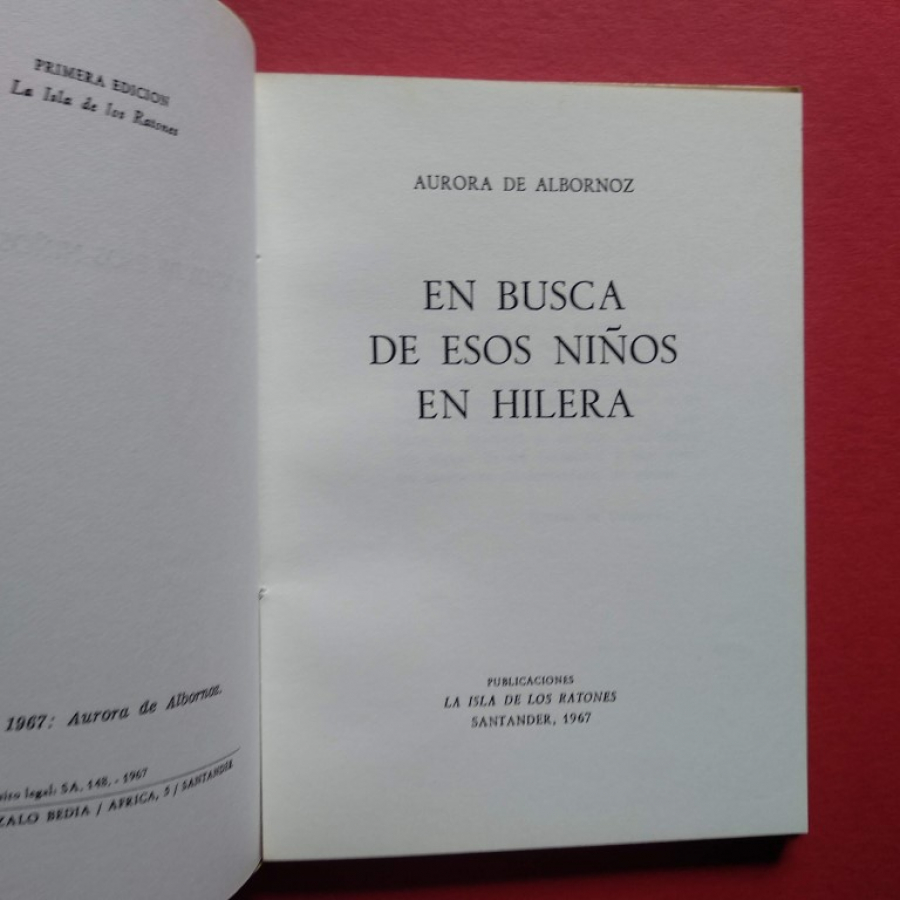 PRIMERA EDICION
La Isla de los Ratones
1967: Aurora de Albornoz.
legal: SA. 148, - 1967
BEDIA / AFRICA, 5 / SANTANDER
AURORA DE ALBORNOZ
EN BUSCA
DE ESOS NIÑOS
EN HILERA
PUBLICACIONES
LA ISLA DE LOS RATONES
SANTANDER, 1967